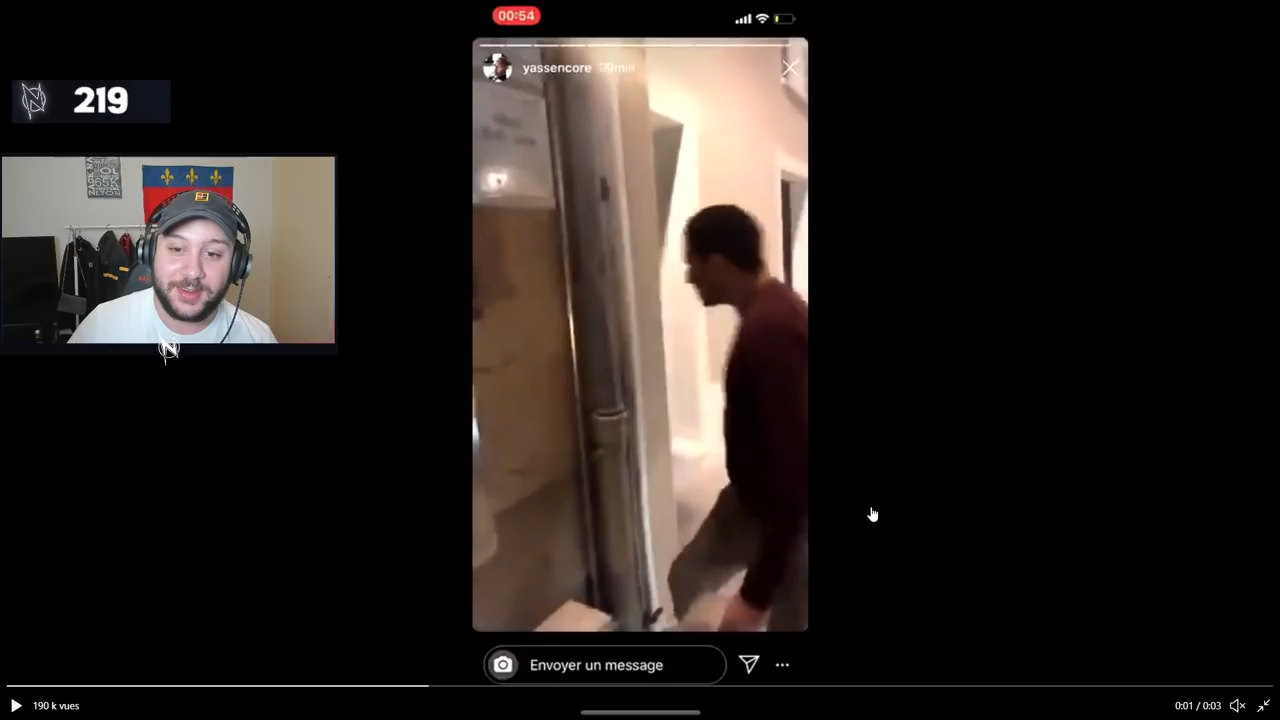 00:54
yassencore
219
Envoyer un message
190 k vues
0:01 / 0:03